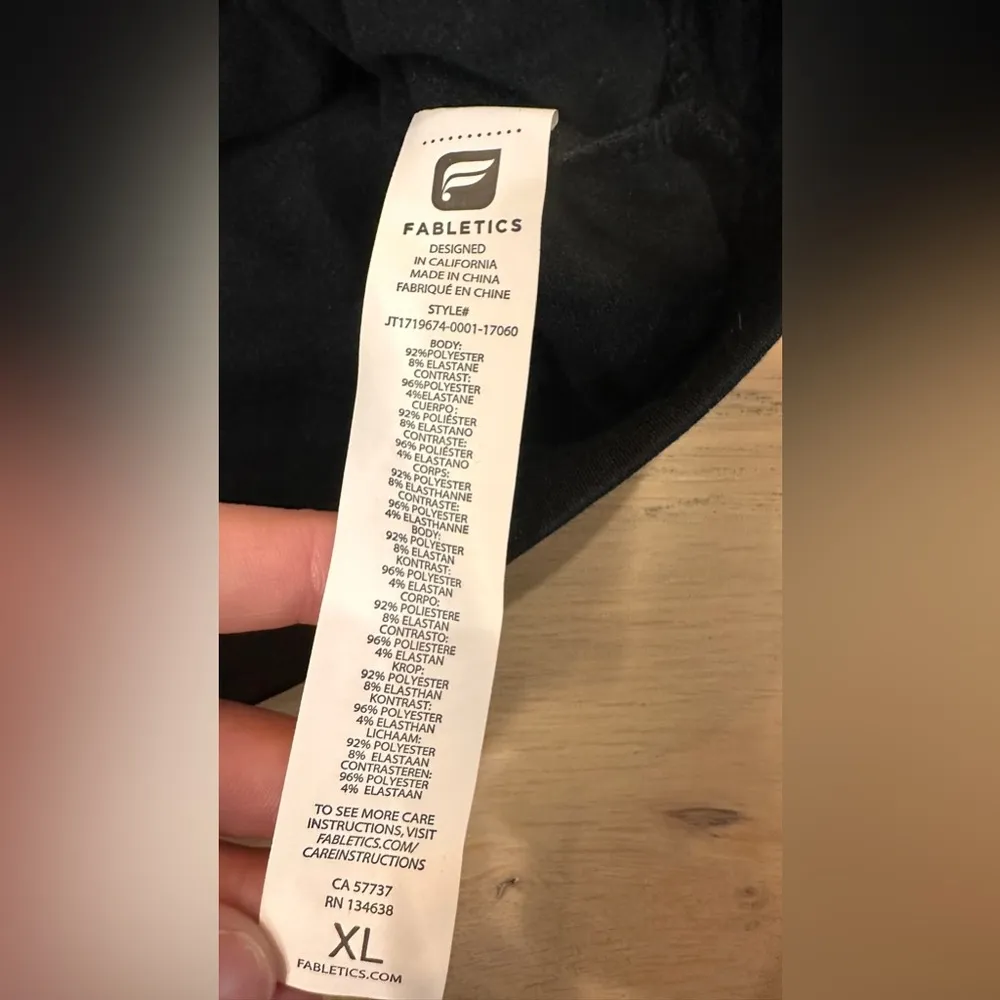 FABLETICS
DESIGNED
IN CALIFORNIA
MADE IN CHINA
FABRIQUÉ EN CHINE
STYLE#
JT1719674-0001-17060
BODY:
92%POLYESTER
8% ELASTANE
CONTRAST:
96%POLYESTER
4%ELASTANE
CUERPO:
92% POLIÉSTER
8% ELASTANO
CONTRASTE:
96% POLIÉSTER
4% ELASTANO
CORPS:
92% POLYESTER
8% ELASTHANNE
CONTRASTE:
96% POLYESTER
4% ELASTHANNE
BODY:
92% POLYESTER
8% ELASTAN
KONTRAST:
96% POLYESTER
4% ELASTAN
CORPO:
92% POLIESTERE
8% ELASTAN
CONTRASTO:
96% POLIESTERE
4% ELASTAN
KROP:
92% POLYESTER
8% ELASTHAN
KONTRAST:
96% POLYESTER
4% ELASTHAN
LICHAAM:
92% POLYESTER
8% ELASTAAN
CONTRASTEREN:
96% POLYESTER
4% ELASTAAN
TO SEE MORE CARE
INSTRUCTIONS, VISIT
FABLETICS.COM/
CAREINSTRUCTIONS
CA 57737
RN 134638
XL
FABLETICS.COM